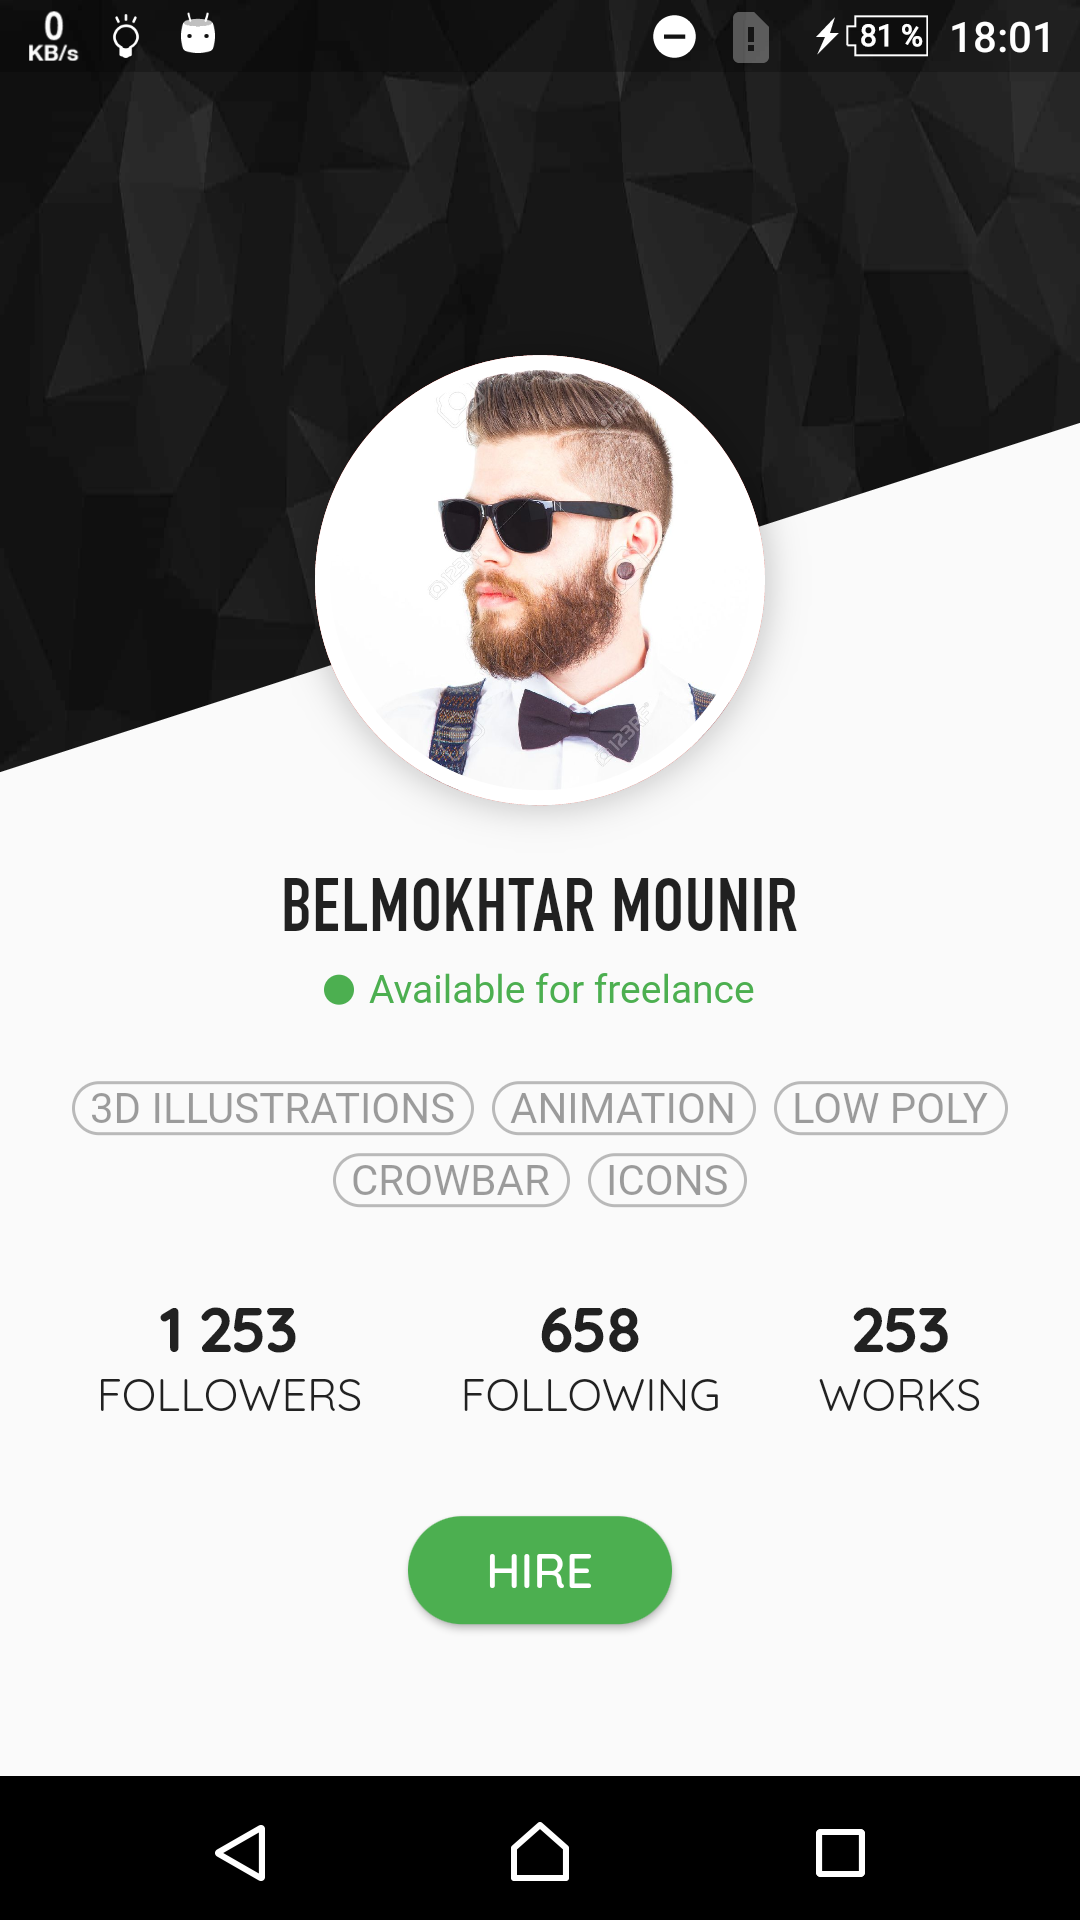 0
KB/s
81 %
18:01
BELMOKHTAR MOUNIR
Available for freelance
3D ILLUSTRATIONS ANIMATION LOW POLY
CROWBAR ICONS
1 253 658 253
FOLLOWERS FOLLOWING WORKS
HIRE